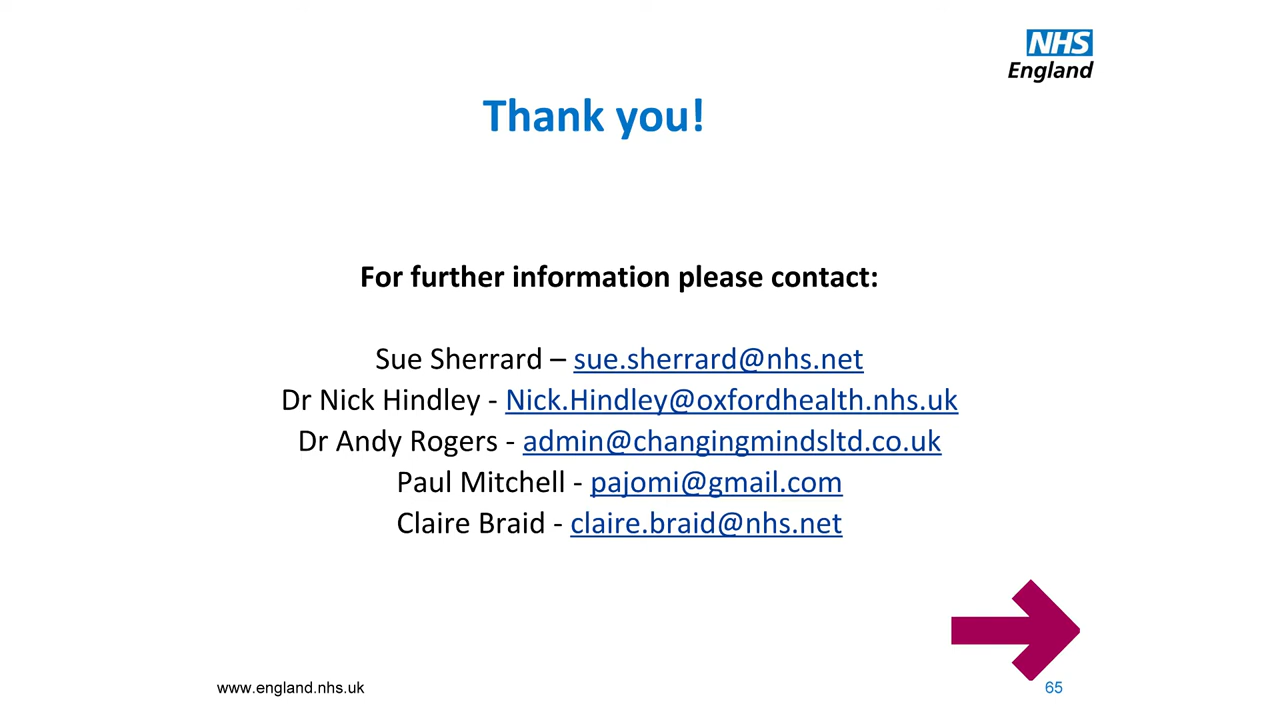 NHS
England
Thank you!
For further information please contact:
Sue Sherrard – sue.sherrard@nhs.net
Dr Nick Hindley - Nick.Hindley@oxfordhealth.nhs.uk
Dr Andy Rogers - admin@changingmindsltd.co.uk
Paul Mitchell - pajomi@gmail.com
Claire Braid - claire.braid@nhs.net
www.england.nhs.uk
65